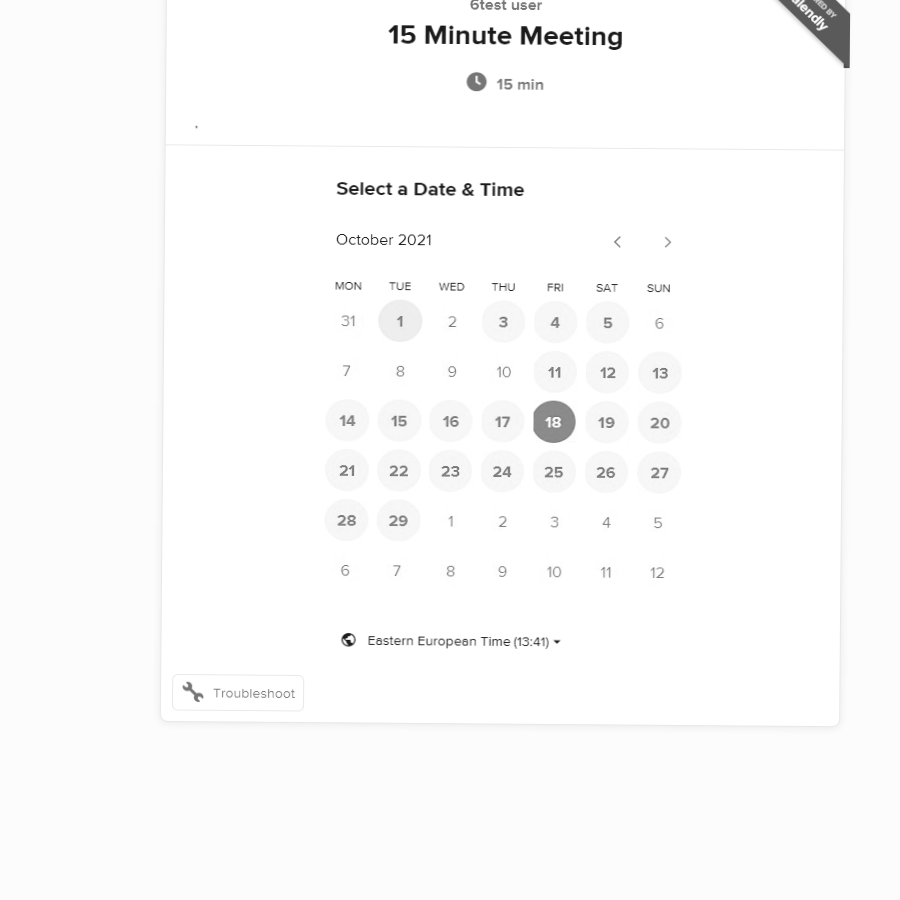 6test user
15 Minute Meeting
15 min
.
Select a Date & Time
October 2021
MON TUE WED THU FRI SAT SUN
31 1 2 3 4 5 6
7 8 9 10 11 12 13
14 15 16 17 18 19 20
21 22 23 24 25 26 27
28 29 1 2 3 4 5
6 7 8 9 10 11 12
Eastern European Time (13:41)
Troubleshoot